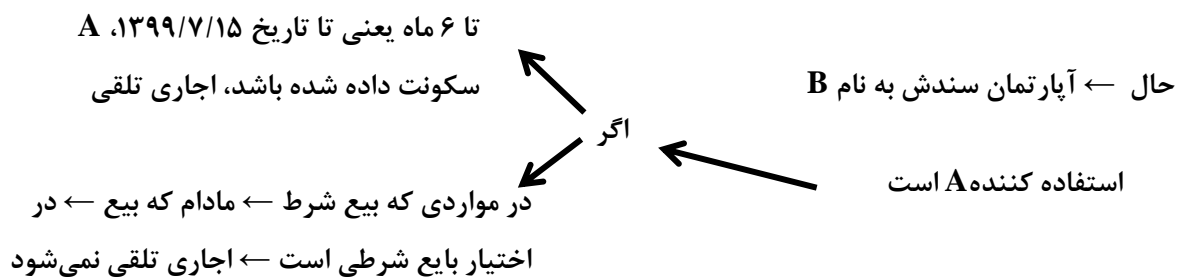 حال ← آپارتمان سندش به نام B
استفاده کننده A است
اگر
تا ۶ ماه یعنی تا تاریخ ۱۳۹۹/۷/۱۵، A
سکونت داده شده باشد، اجاری تلقی
در مواردی که بیع شرط ← مادام که بیع ← در
اختیار بایع شرطی است ← اجاری تلقی نمی‌شود